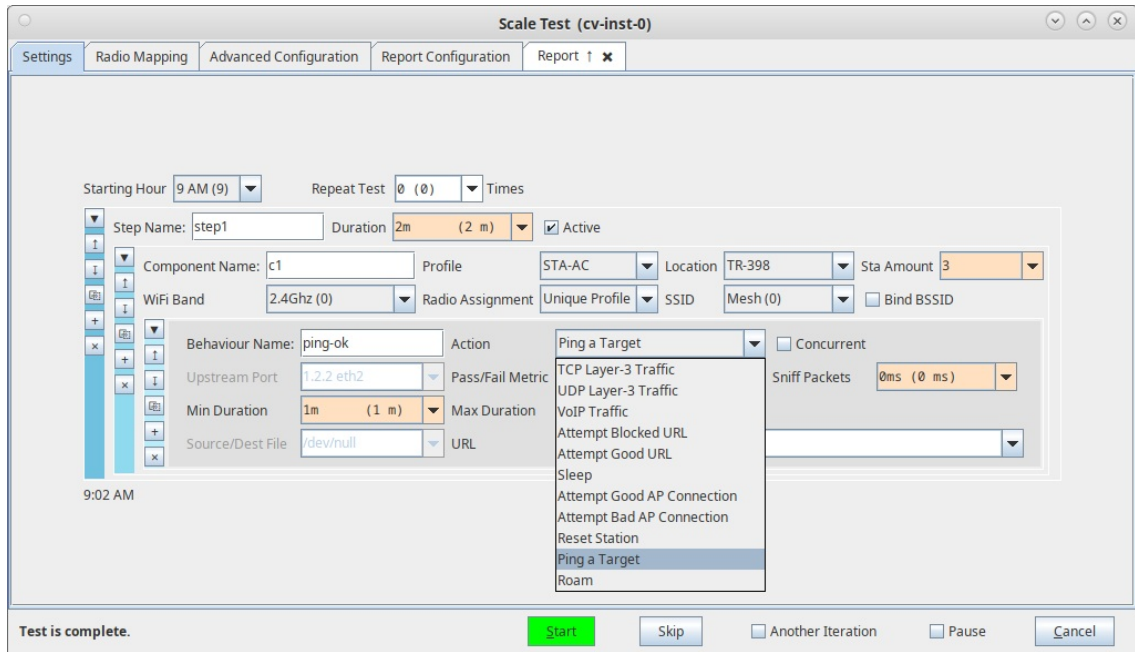 Scale Test (cv-inst-0)
Settings Radio Mapping Advanced Configuration Report Configuration Report ↑ ✖
Starting Hour 9 AM (9) Repeat Test 0 (0) Times
Step Name: step1 Duration 2m (2 m) Active
Component Name: c1 Profile STA-AC Location TR-398 Sta Amount 3
WiFi Band 2.4Ghz (0) Radio Assignment Unique Profile SSID Mesh (0) Bind BSSID
Behaviour Name: ping-ok Action Ping a Target Concurrent
Upstream Port 1.2.2 eth2 Pass/Fail Metric Sniff Packets 0ms (0 ms)
Min Duration 1m (1 m) Max Duration
Source/Dest File /dev/null URL
TCP Layer-3 Traffic
UDP Layer-3 Traffic
VoIP Traffic
Attempt Blocked URL
Attempt Good URL
Sleep
Attempt Good AP Connection
Attempt Bad AP Connection
Reset Station
Ping a Target
Roam
9:02 AM
Test is complete. Start Skip Another Iteration Pause Cancel